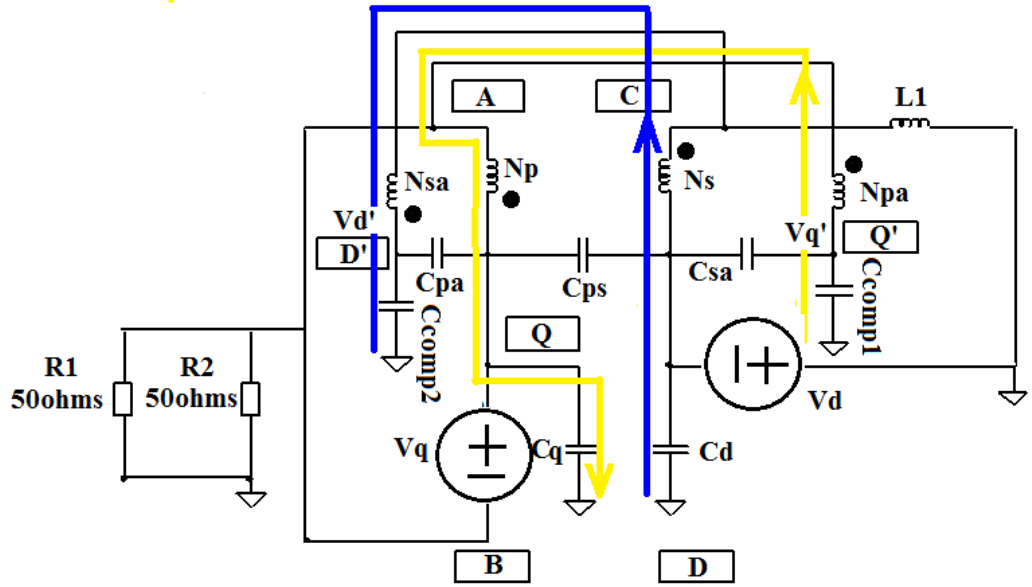 A
C
L1
Nsa
Np
Ns
Npa
Vd'
D'
Vq'
Q'
Cpa
Cps
Csa
Ccomp2
Ccomp1
Q
R1
50ohms
R2
50ohms
Vq
Cq
Cd
Vd
B
D